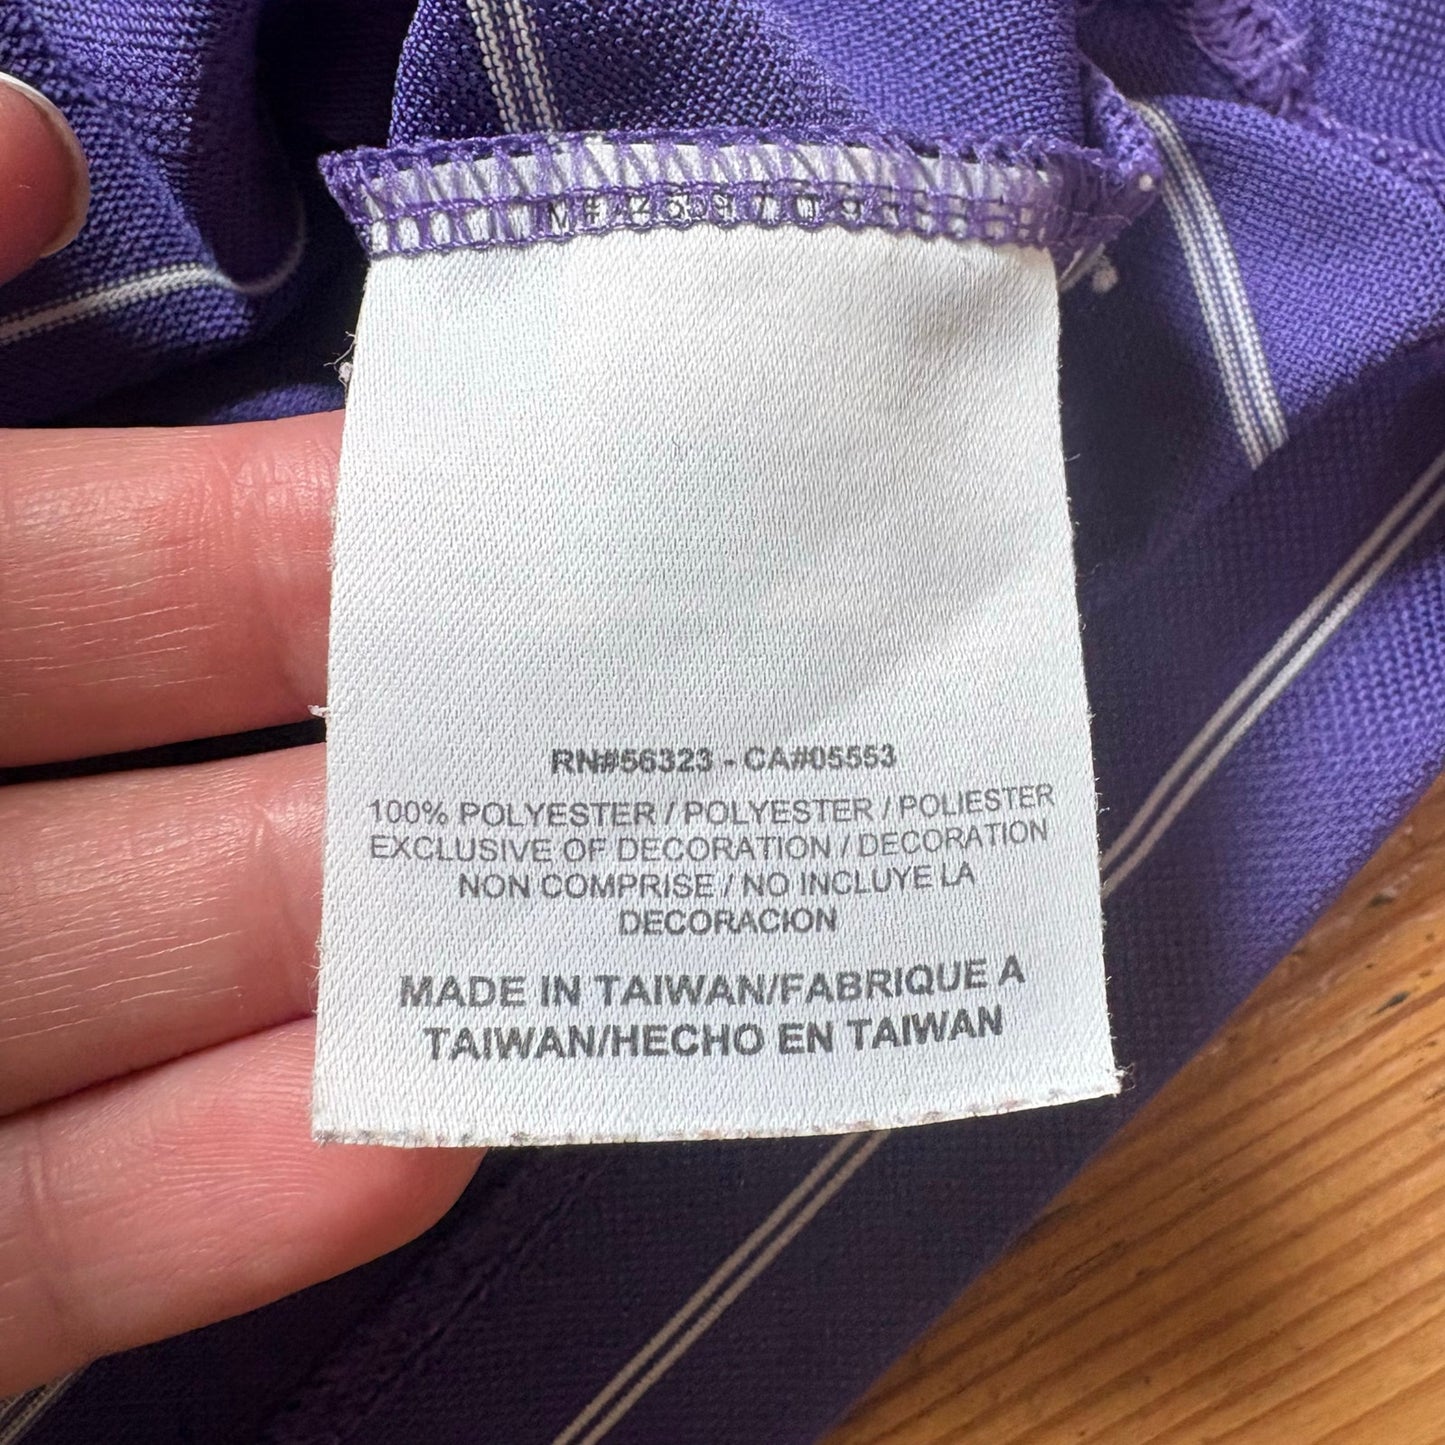 RN#56323 - CA#05553
100% POLYESTER / POLYESTER / POLIESTER
EXCLUSIVE OF DECORATION / DECORATION
NON COMPRISE / NO INCLUYE LA
DECORACION
MADE IN TAIWAN/FABRIQUE A
TAIWAN/HECHO EN TAIWAN